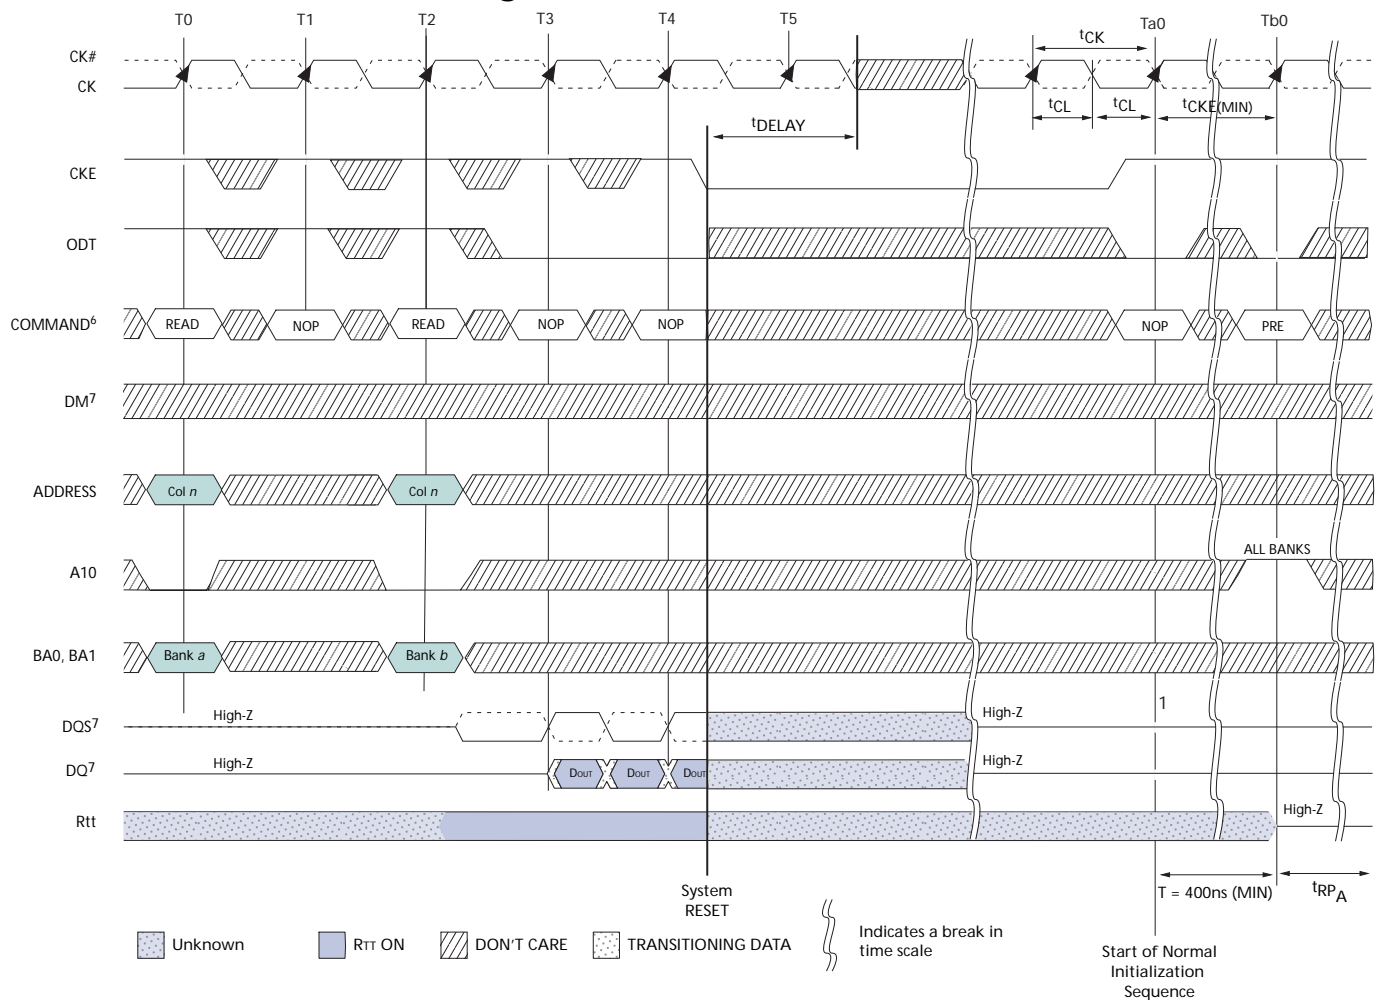 T0 T1 T2 T3 T4 T5 Ta0 Tb0
CK#
CK
tCK
tCL tCL tCKE(MIN)
tDELAY
CKE
ODT
COMMAND6 READ NOP READ NOP NOP NOP PRE
DM7
ADDRESS Col n Col n
ALL BANKS
A10
BA0, BA1 Bank a Bank b
1
DQS7 High-Z High-Z
DQ7 High-Z DOUT DOUT DOUT High-Z
Rtt High-Z
System
RESET
T = 400ns (MIN) tRPA
Unknown RTT ON DON'T CARE TRANSITIONING DATA
Indicates a break in
time scale
Start of Normal
Initialization
Sequence